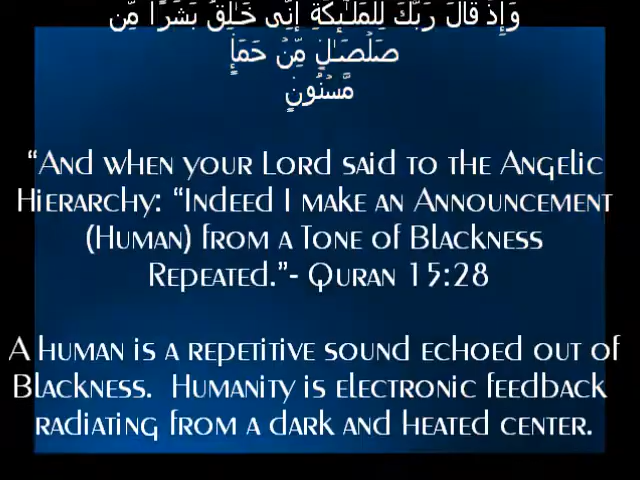 وَإِذْ قَالَ رَبُّكَ لِلْمَلَـٰٓئِكَةِ إِنِّى خَـٰلِقٌ بَشَرًا مِّن
صَلْصَـٰلٍ مِّنْ حَمَإٍ
مَّسْنُونٍ
“And when your Lord said to the Angelic
Hierarchy: “Indeed I make an Announcement
(Human) from a Tone of Blackness
Repeated.”- Quran 15:28
A human is a repetitive sound echoed out of
Blackness. Humanity is electronic feedback
radiating from a dark and heated center.